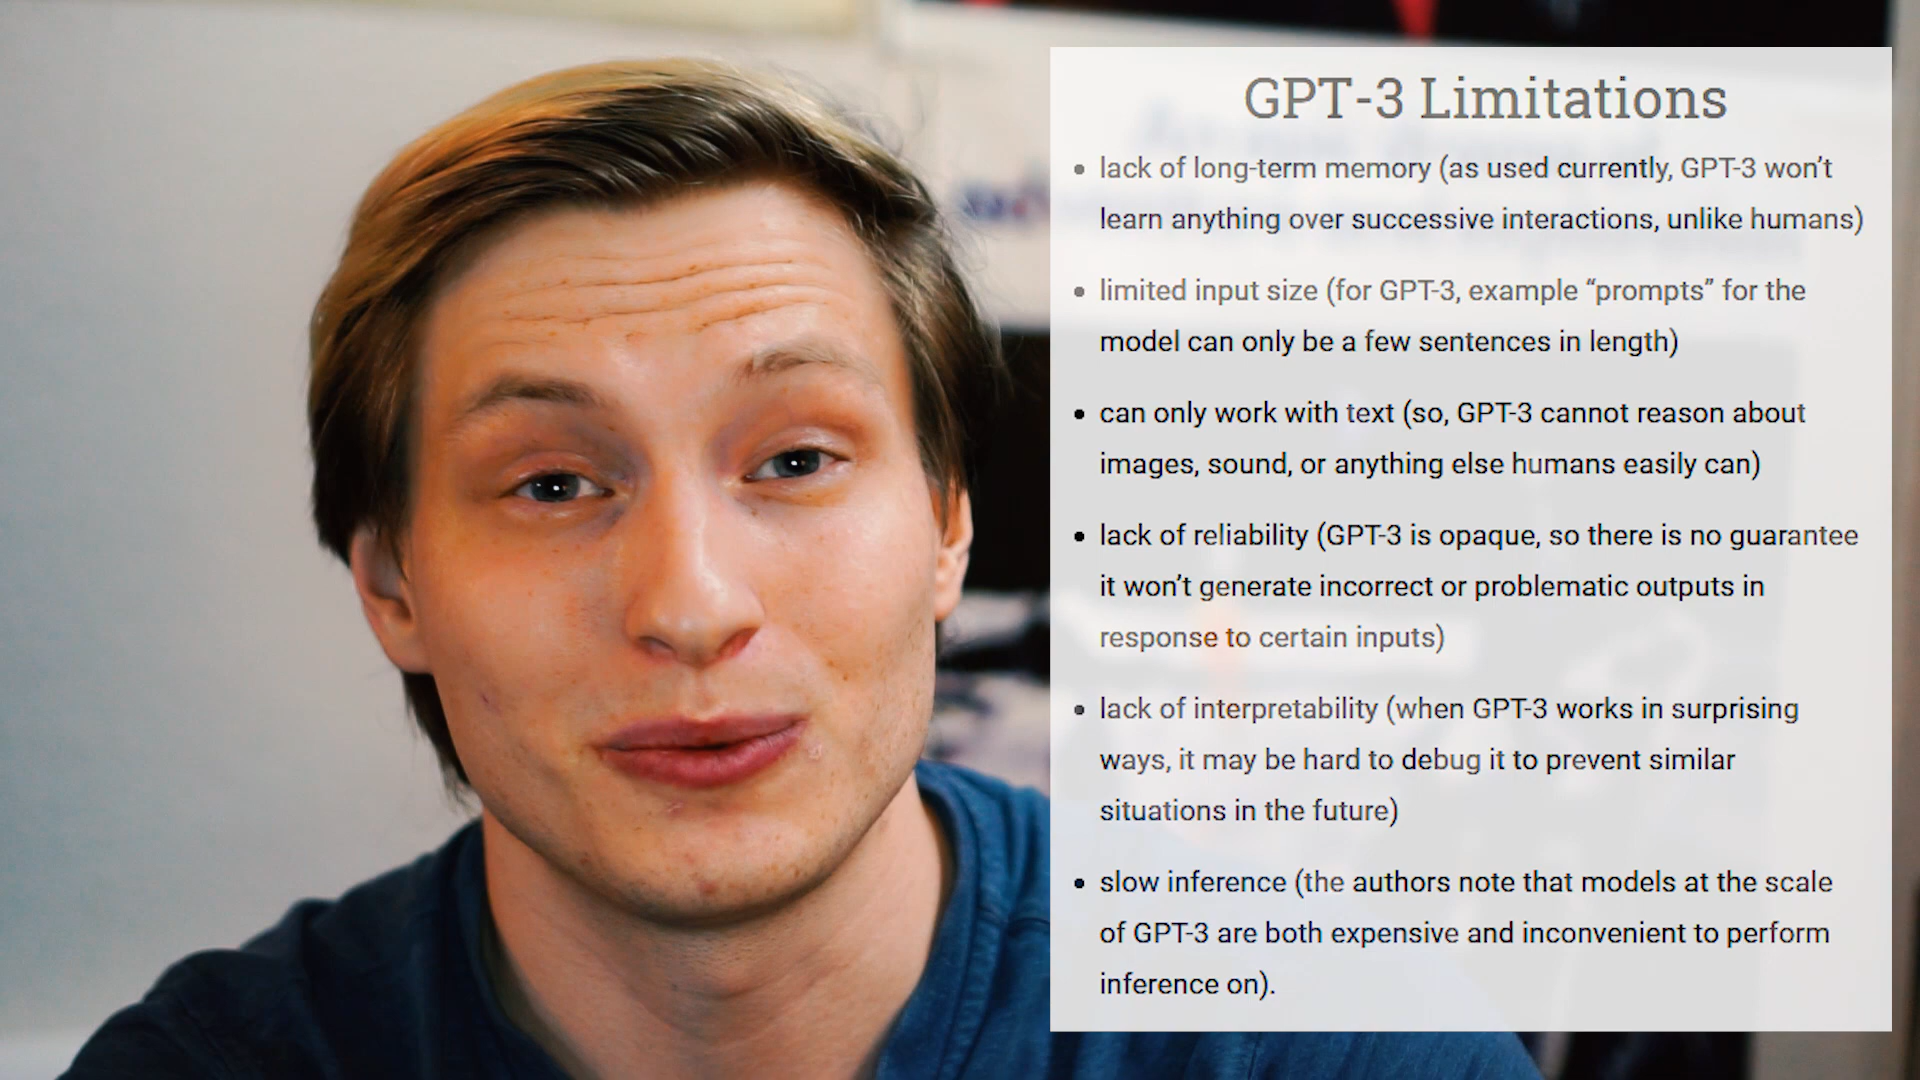 GPT-3 Limitations
• lack of long-term memory (as used currently, GPT-3 won’t
learn anything over successive interactions, unlike humans)
• limited input size (for GPT-3, example “prompts” for the
model can only be a few sentences in length)
• can only work with text (so, GPT-3 cannot reason about
images, sound, or anything else humans easily can)
• lack of reliability (GPT-3 is opaque, so there is no guarantee
it won’t generate incorrect or problematic outputs in
response to certain inputs)
• lack of interpretability (when GPT-3 works in surprising
ways, it may be hard to debug it to prevent similar
situations in the future)
• slow inference (the authors note that models at the scale
of GPT-3 are both expensive and inconvenient to perform
inference on).